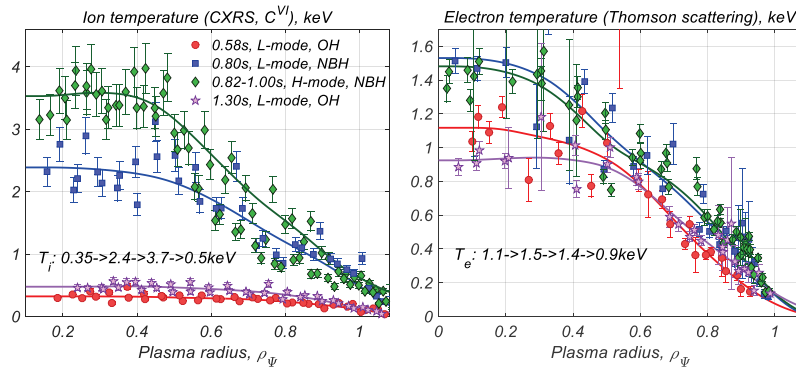 Ion temperature (CXRS, C^VI), keV
0.58s, L-mode, OH
0.80s, L-mode, NBH
0.82-1.00s, H-mode, NBH
1.30s, L-mode, OH
T_i: 0.35->2.4->3.7->0.5keV
4
3
2
1
0
0.2 0.4 0.6 0.8 1
Plasma radius, ρ_Ψ
Electron temperature (Thomson scattering), keV
T_e: 1.1->1.5->1.4->0.9keV
1.6
1.4
1.2
1
0.8
0.6
0.4
0.2
0
0 0.2 0.4 0.6 0.8 1
Plasma radius, ρ_Ψ